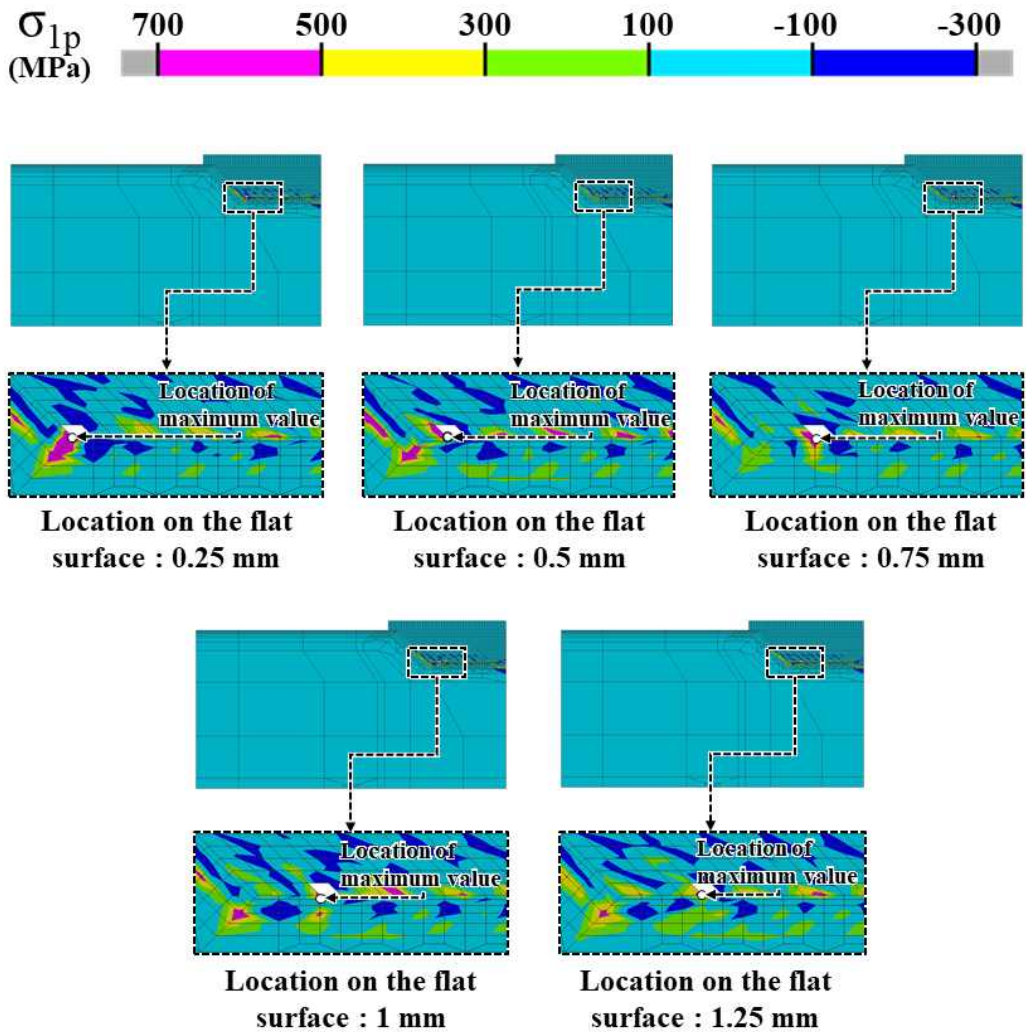 σ1p 700 500 300 100 -100 -300
(MPa)
Location of
maximum value
Location of
maximum value
Location of
maximum value
Location on the flat
surface : 0.25 mm
Location on the flat
surface : 0.5 mm
Location on the flat
surface : 0.75 mm
Location of
maximum value
Location of
maximum value
Location on the flat
surface : 1 mm
Location on the flat
surface : 1.25 mm